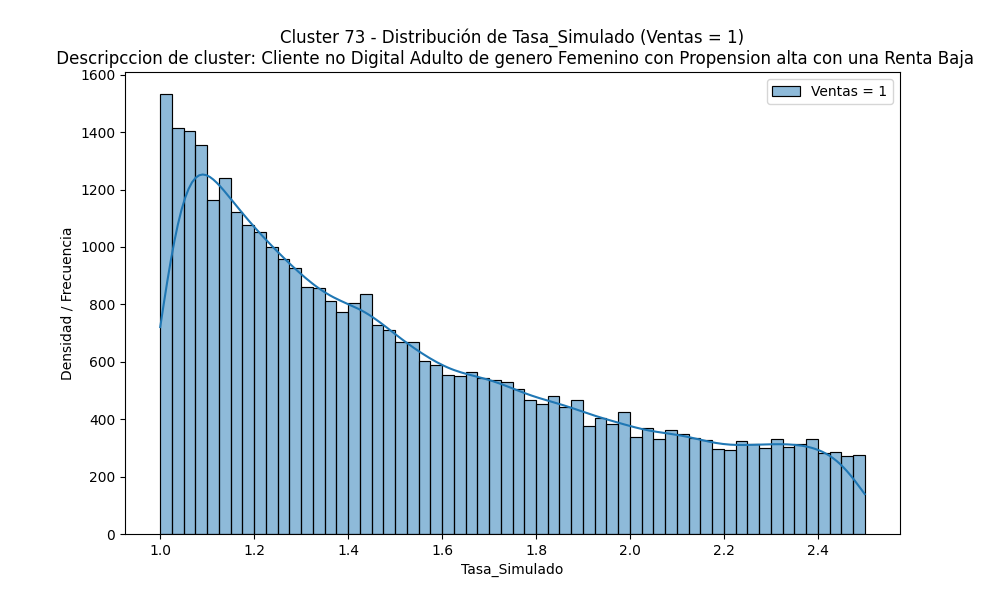 Cluster 73 - Distribución de Tasa_Simulado (Ventas = 1)
Descripccion de cluster: Cliente no Digital Adulto de genero Femenino con Propension alta con una Renta Baja
Ventas = 1
Densidad / Frecuencia
1600
1400
1200
1000
800
600
400
200
0
1.0 1.2 1.4 1.6 1.8 2.0 2.2 2.4
Tasa_Simulado